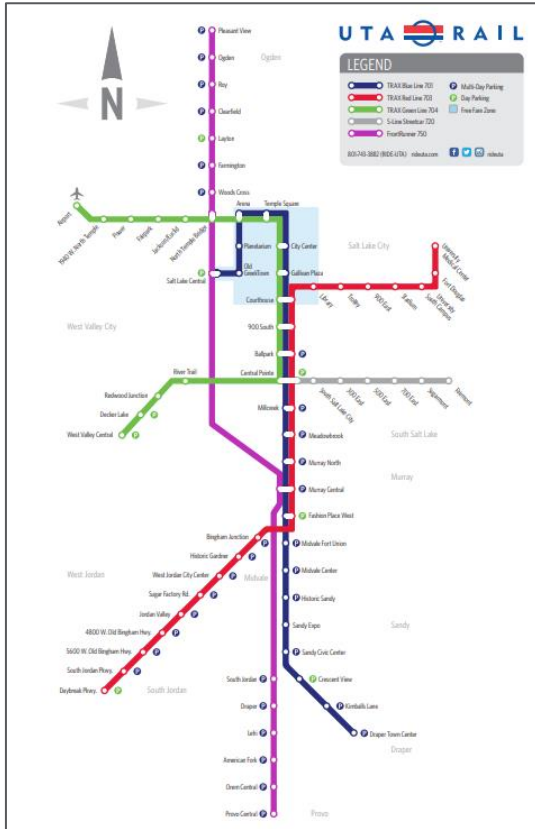 UTA RAIL
LEGEND
TRAX Blue Line 701
TRAX Red Line 703
TRAX Green Line 704
S-Line Streetcar 720
FrontRunner 750
P Multi-Day Parking
P Day Parking
Free Fare Zone
801-743-3882 (RIDE-UTA) rideuta.com
rideuta
N
P Pleasant View
P Ogden
Ogden
P Roy
P Clearfield
P Layton
P Farmington
P Woods Cross
Airport
1940 W. North Temple
Power
Fairpark
Jackson/Euclid
North Temple Bridge
Arena
Temple Square
Planetarium
City Center
Salt Lake City
Old
GreekTown
P
Salt Lake Central
Gallivan Plaza
Courthouse
Library
Trolley
900 East
Stadium
University
South Campus
Fort Douglas
University
Medical Center
West Valley City
900 South
Ballpark
P
River Trail
Central Pointe
P
Redwood Junction
P
Decker Lake
P
West Valley Central
P
South Salt Lake City
300 East
500 East
700 East
Sugarmont
Fairmont
Millcreek
P
P Meadowbrook
South Salt Lake
P Murray North
Murray
P Murray Central
P Fashion Place West
Bingham Junction
P
P Midvale Fort Union
Historic Gardner
P
West Jordan City Center
P
P Midvale Center
West Jordan
Midvale
Sugar Factory Rd.
P
P Historic Sandy
Jordan Valley
P
Sandy Expo
Sandy
4800 W. Old Bingham Hwy.
P
5600 W. Old Bingham Hwy.
P
P Sandy Civic Center
South Jordan Pkwy.
P
Daybreak Pkwy.
P
South Jordan
South Jordan P
P Crescent View
Draper P
P Kimballs Lane
Lehi P
P Draper Town Center
Draper
American Fork P
Orem Central P
Provo Central P
Provo